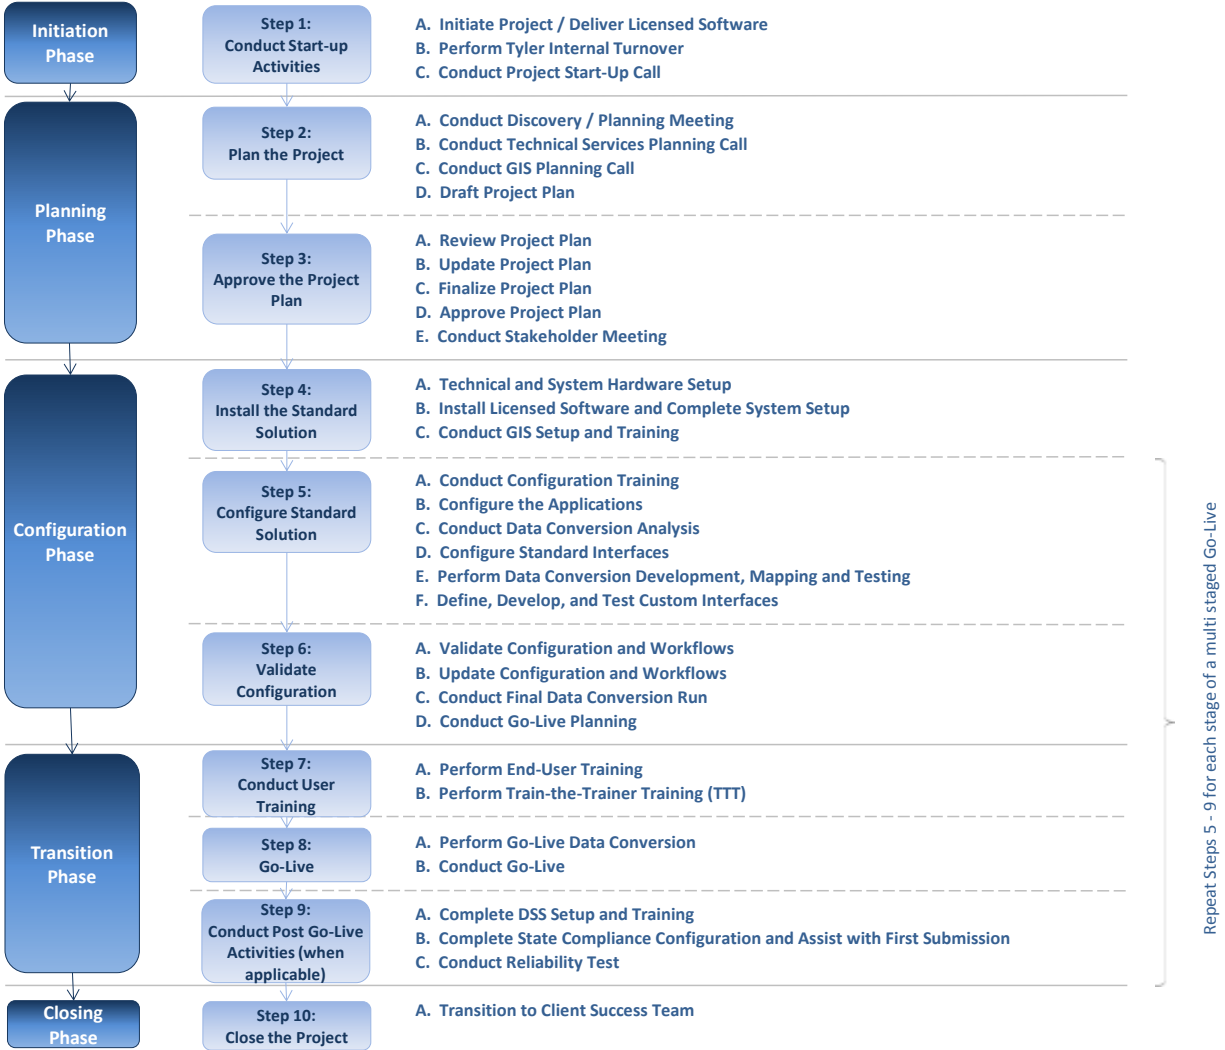 Initiation
Phase
Step 1:
Conduct Start-up
Activities
A. Initiate Project / Deliver Licensed Software
B. Perform Tyler Internal Turnover
C. Conduct Project Start-Up Call
Planning
Phase
Step 2:
Plan the Project
A. Conduct Discovery / Planning Meeting
B. Conduct Technical Services Planning Call
C. Conduct GIS Planning Call
D. Draft Project Plan
Step 3:
Approve the Project
Plan
A. Review Project Plan
B. Update Project Plan
C. Finalize Project Plan
D. Approve Project Plan
E. Conduct Stakeholder Meeting
Configuration
Phase
Step 4:
Install the Standard
Solution
A. Technical and System Hardware Setup
B. Install Licensed Software and Complete System Setup
C. Conduct GIS Setup and Training
Step 5:
Configure Standard
Solution
A. Conduct Configuration Training
B. Configure the Applications
C. Conduct Data Conversion Analysis
D. Configure Standard Interfaces
E. Perform Data Conversion Development, Mapping and Testing
F. Define, Develop, and Test Custom Interfaces
Step 6:
Validate
Configuration
A. Validate Configuration and Workflows
B. Update Configuration and Workflows
C. Conduct Final Data Conversion Run
D. Conduct Go-Live Planning
Transition
Phase
Step 7:
Conduct User
Training
A. Perform End-User Training
B. Perform Train-the-Trainer Training (TTT)
Step 8:
Go-Live
A. Perform Go-Live Data Conversion
B. Conduct Go-Live
Step 9:
Conduct Post Go-Live
Activities (when
applicable)
A. Complete DSS Setup and Training
B. Complete State Compliance Configuration and Assist with First Submission
C. Conduct Reliability Test
Repeat Steps 5 - 9 for each stage of a multi staged Go-Live
Closing
Phase
Step 10:
Close the Project
A. Transition to Client Success Team